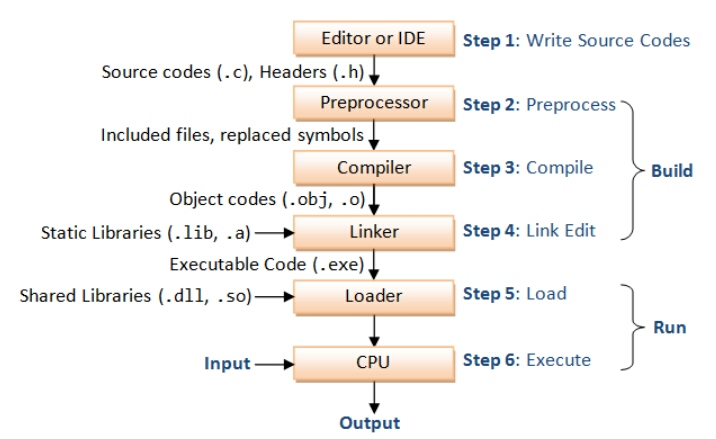 Editor or IDE
Step 1: Write Source Codes
Source codes (.c), Headers (.h)
Preprocessor
Step 2: Preprocess
Included files, replaced symbols
Compiler
Step 3: Compile
Build
Object codes (.obj, .o)
Static Libraries (.lib, .a)
Linker
Step 4: Link Edit
Executable Code (.exe)
Shared Libraries (.dll, .so)
Loader
Step 5: Load
Run
Input
CPU
Step 6: Execute
Output